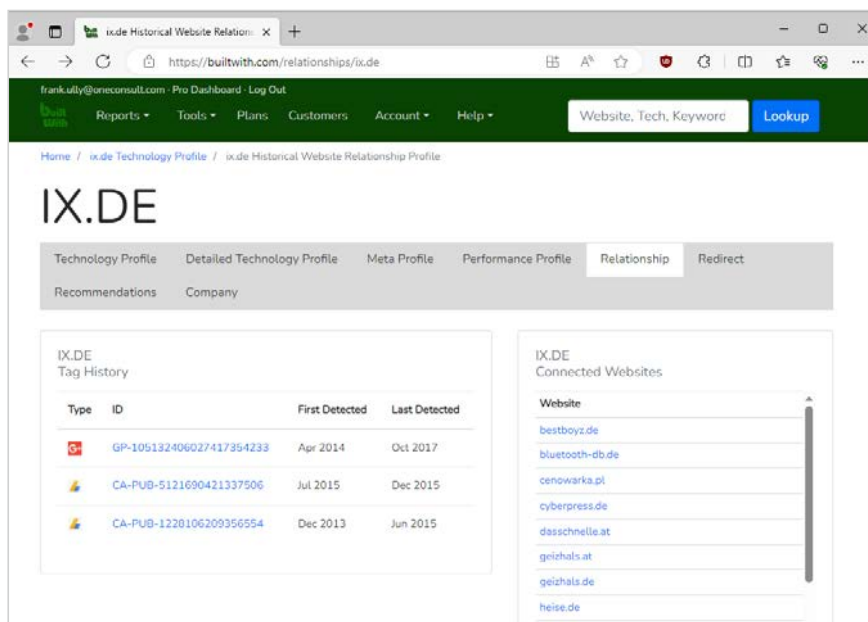 ix.de Historical Website Relation
https://builtwith.com/relationships/ix.de
frank.ully@oneconsult.com · Pro Dashboard · Log Out
Built With
Reports Tools Plans Customers Account Help Website, Tech, Keyword Lookup
Home / ix.de Technology Profile / ix.de Historical Website Relationship Profile
IX.DE
Technology Profile Detailed Technology Profile Meta Profile Performance Profile Relationship Redirect
Recommendations Company
IX.DE
Tag History
Type ID First Detected Last Detected
G+ GP-105132406027417354233 Apr 2014 Oct 2017
CA-PUB-5121690421337506 Jul 2015 Dec 2015
CA-PUB-1228106209356554 Dec 2013 Jun 2015
IX.DE
Connected Websites
Website
bestboyz.de
bluetooth-db.de
cenowarka.pl
cyberpress.de
dasschnelle.at
geizhals.at
geizhals.de
heise.de